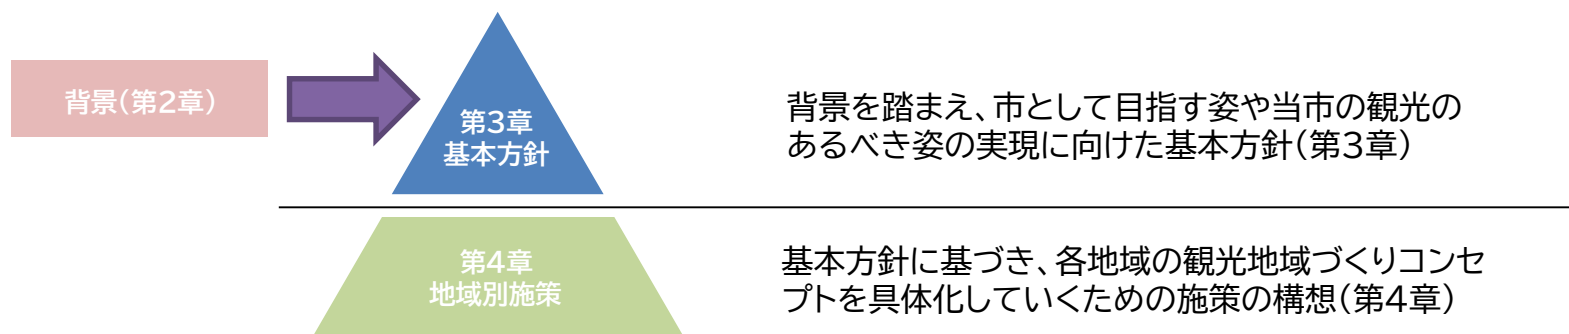 背景（第2章）
第3章
基本方針
背景を踏まえ、市として目指す姿や当市の観光の
あるべき姿の実現に向けた基本方針（第3章）
第4章
地域別施策
基本方針に基づき、各地域の観光地域づくりコンセ
プトを具体化していくための施策の構想（第4章）